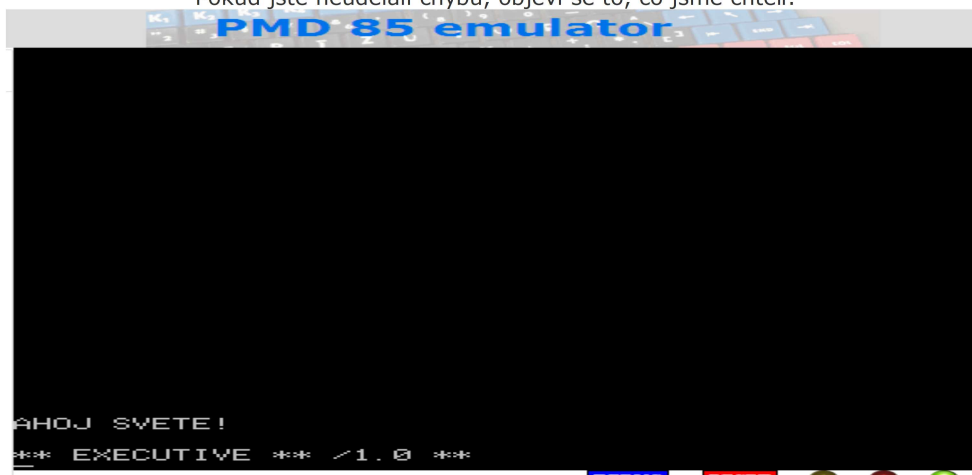 Pokud jste neudělali chybu, objeví se to, co jsme chtěli:
PMD 85 emulator
AHOJ SVETE!
** EXECUTIVE ** /1.0 **